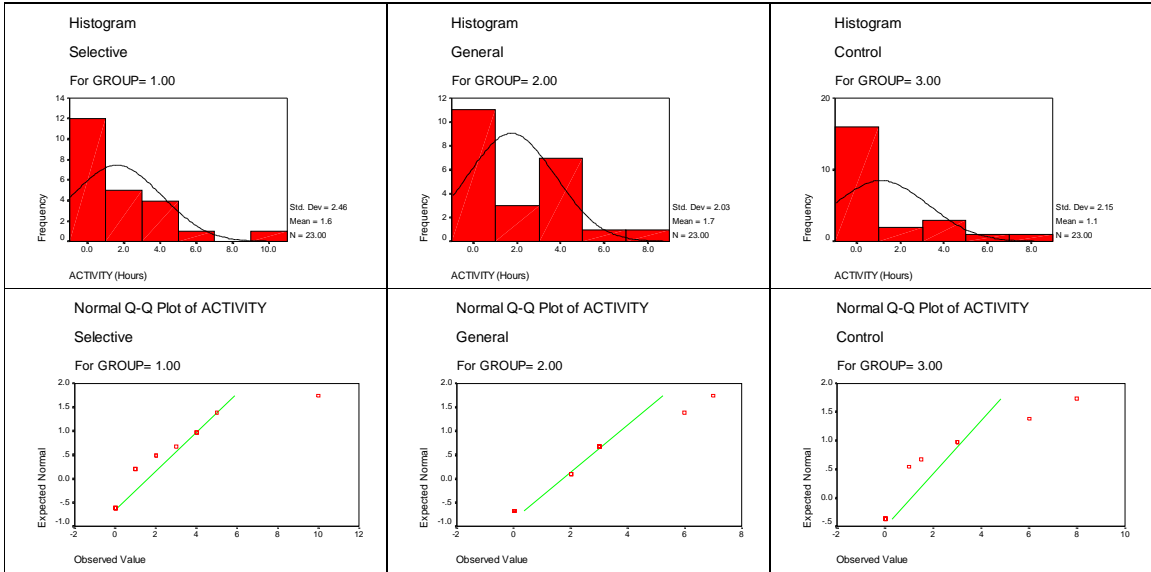 Histogram
Selective
For GROUP= 1.00
14
12
10
8
6
4
2
0
Frequency
0.0 2.0 4.0 6.0 8.0 10.0
ACTIVITY (Hours)
Std. Dev = 2.46
Mean = 1.6
N = 23.00
Histogram
General
For GROUP= 2.00
12
10
8
6
4
2
0
Frequency
0.0 2.0 4.0 6.0 8.0
ACTIVITY (Hours)
Std. Dev = 2.03
Mean = 1.7
N = 23.00
Histogram
Control
For GROUP= 3.00
20
10
0
Frequency
0.0 2.0 4.0 6.0 8.0
ACTIVITY (Hours)
Std. Dev = 2.15
Mean = 1.1
N = 23.00
Normal Q-Q Plot of ACTIVITY
Selective
For GROUP= 1.00
2.0
1.5
1.0
.5
0.0
-.5
-1.0
Expected Normal
-2 0 2 4 6 8 10 12
Observed Value
Normal Q-Q Plot of ACTIVITY
General
For GROUP= 2.00
2.0
1.5
1.0
.5
0.0
-.5
-1.0
Expected Normal
-2 0 2 4 6 8
Observed Value
Normal Q-Q Plot of ACTIVITY
Control
For GROUP= 3.00
2.0
1.5
1.0
.5
0.0
-.5
Expected Normal
-2 0 2 4 6 8 10
Observed Value